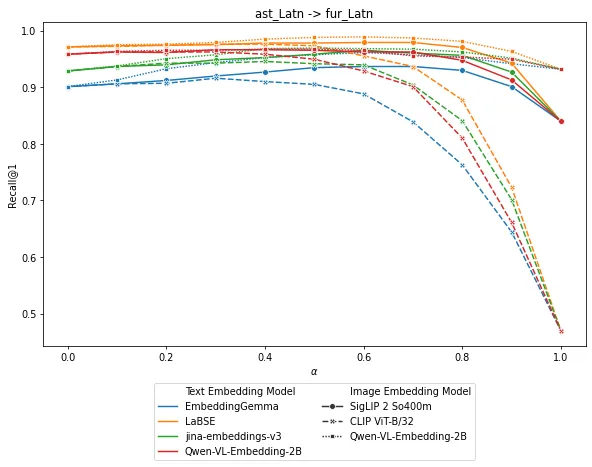 ast_Latn -> fur_Latn
1.0
0.9
0.8
0.7
0.6
0.5
Recall@1
0.0 0.2 0.4 0.6 0.8 1.0
α
Text Embedding Model Image Embedding Model
EmbeddingGemma SigLIP 2 So400m
LaBSE CLIP ViT-B/32
jina-embeddings-v3 Qwen-VL-Embedding-2B
Qwen-VL-Embedding-2B